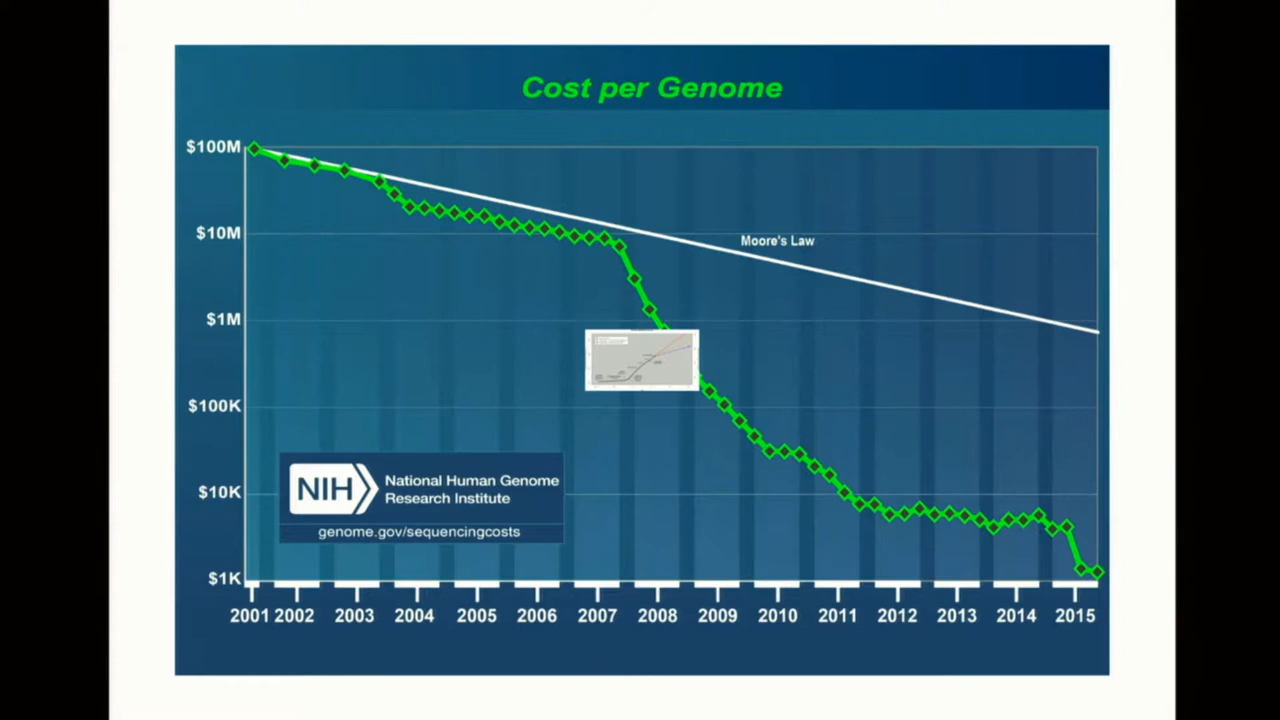 Cost per Genome
$100M
$10M
Moore's Law
$1M
$100K
NIH
National Human Genome
Research Institute
$10K
genome.gov/sequencingcosts
$1K
2001 2002 2003 2004 2005 2006 2007 2008 2009 2010 2011 2012 2013 2014 2015